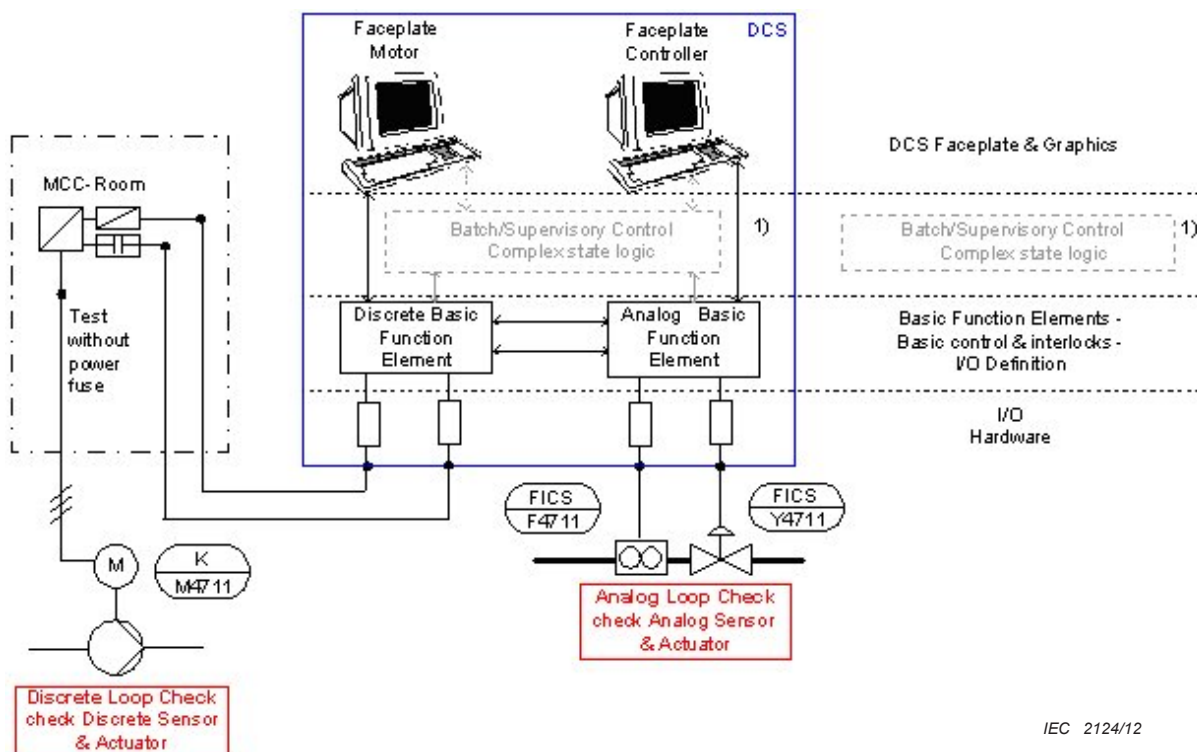 Faceplate
Motor
Faceplate
Controller
DCS
DCS Faceplate & Graphics
MCC-Room
Batch/Supervisory Control
Complex state logic
1)
Batch/Supervisory Control
Complex state logic
1)
Test
without
power
fuse
Discrete Basic
Function
Element
Analog Basic
Function
Element
Basic Function Elements -
Basic control & interlocks -
I/O Definition
I/O
Hardware
FICS
F4711
FICS
Y4711
M
K
M4711
Analog Loop Check
check Analog Sensor
& Actuator
Discrete Loop Check
check Discrete Sensor
& Actuator
IEC 2124/12